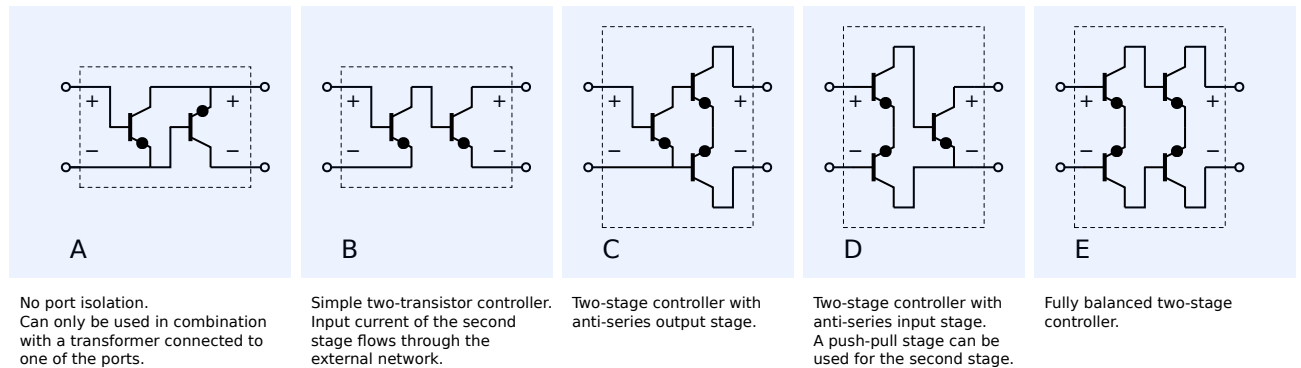 + + − −
A
+ + − −
B
+ + − −
C
+ + − −
D
+ + − −
E
No port isolation.
Can only be used in combination
with a transformer connected to
one of the ports.
Simple two-transistor controller.
Input current of the second
stage flows through the
external network.
Two-stage controller with
anti-series output stage.
Two-stage controller with
anti-series input stage.
A push-pull stage can be
used for the second stage.
Fully balanced two-stage
controller.